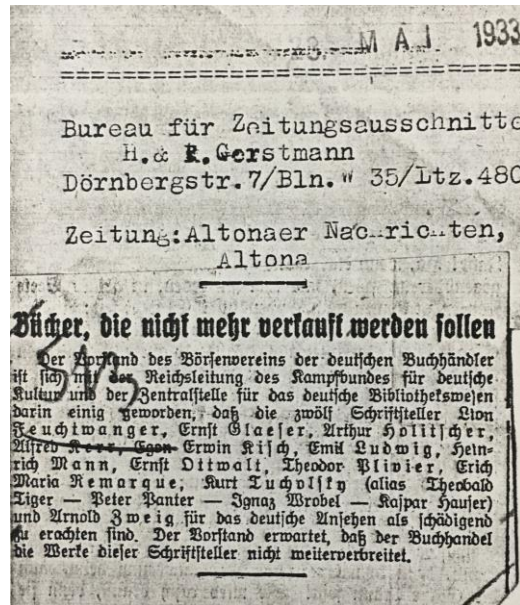 MAI 1933
Bureau für Zeitungsausschnitte
H.& R.Gerstmann
Dörnbergstr.7/Bln.W 35/Ltz.480
Zeitung:Altonaer Nachrichten,
Altona
Bücher, die nicht mehr verkauft werden sollen
Der Vorstand des Börsenvereins der deutschen Buchhändler
ist sich mit der Reichsleitung des Kampfbundes für deutsche
Kultur und der Zentralstelle für das deutsche Bibliothekswesen
darin einig geworden, daß die zwölf Schriftsteller Lion
Feuchtwanger, Ernst Glaeser, Arthur Holitscher,
Alfred Kerr, Egon Erwin Kisch, Emil Ludwig, Hein-
rich Mann, Ernst Ottwalt, Theodor Plivier, Erich
Maria Remarque, Kurt Tucholsky (alias Theobald
Tiger — Peter Panter — Ignaz Wrobel — Kaspar Hauser)
und Arnold Zweig für das deutsche Ansehen als schädigend
zu erachten sind. Der Vorstand erwartet, daß der Buchhandel
die Werke dieser Schriftsteller nicht weiterverbreitet.